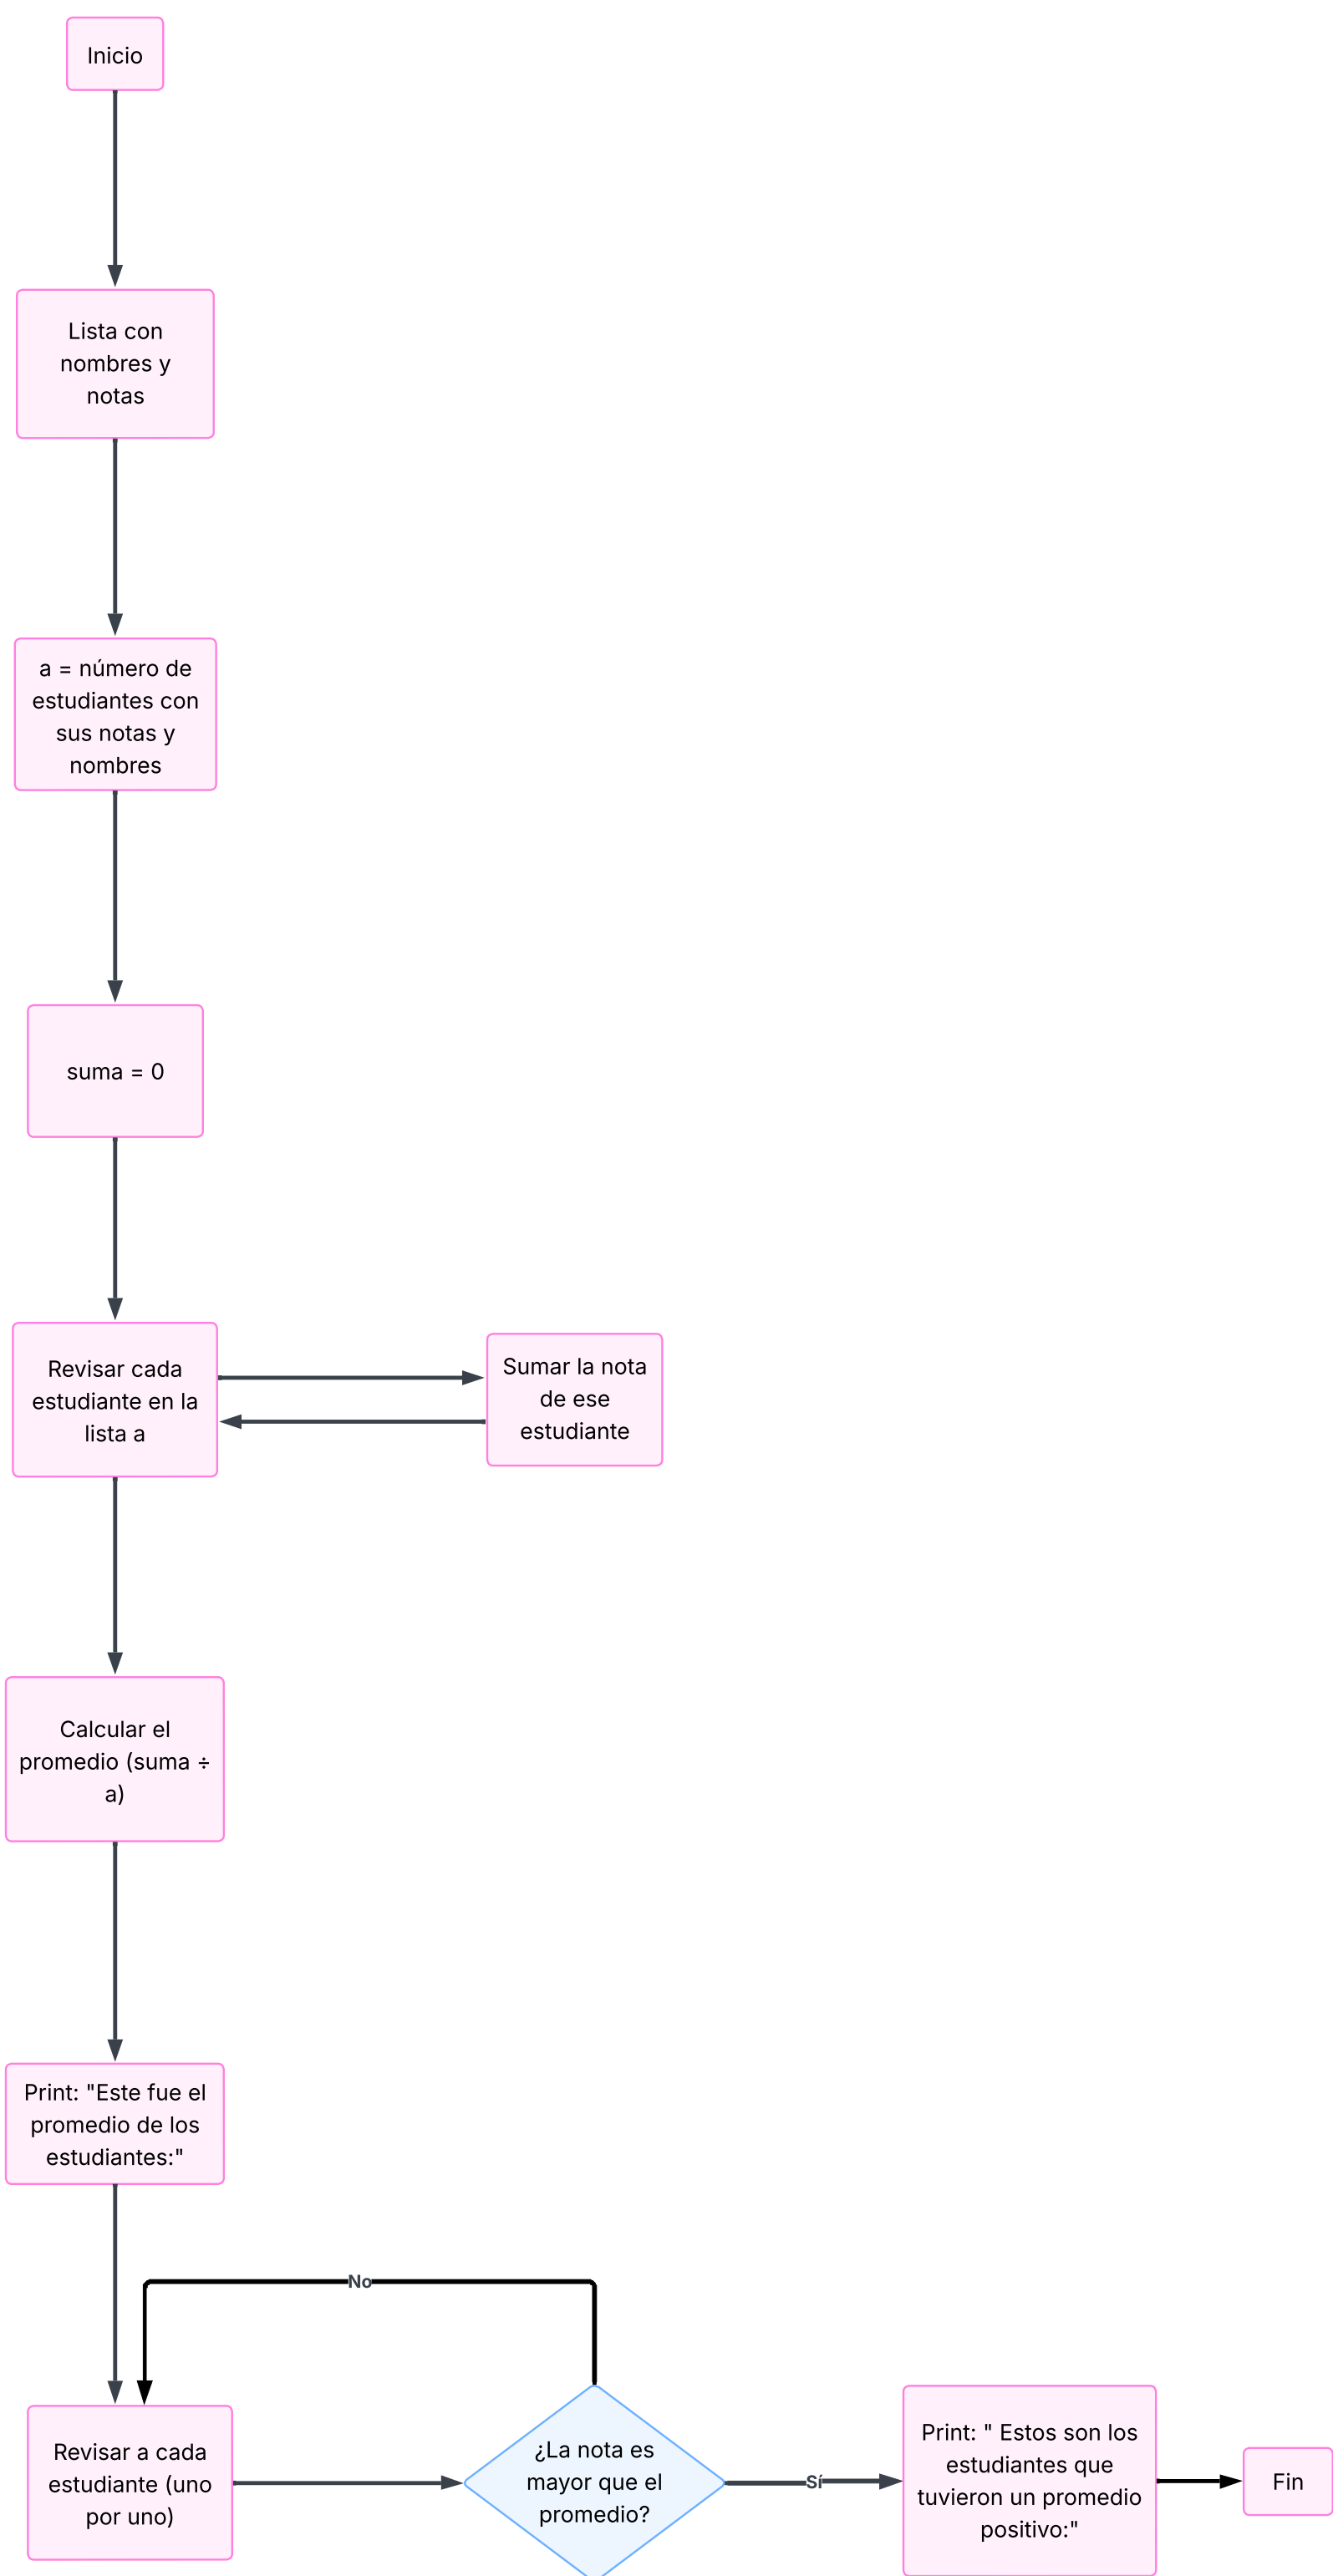 Inicio
Lista con
nombres y
notas
a = número de
estudiantes con
sus notas y
nombres
suma = 0
Revisar cada
estudiante en la
lista a
Sumar la nota
de ese
estudiante
Calcular el
promedio (suma ÷
a)
Print: "Este fue el
promedio de los
estudiantes:"
No
Revisar a cada
estudiante (uno
por uno)
¿La nota es
mayor que el
promedio?
Sí
Print: " Estos son los
estudiantes que
tuvieron un promedio
positivo:"
Fin